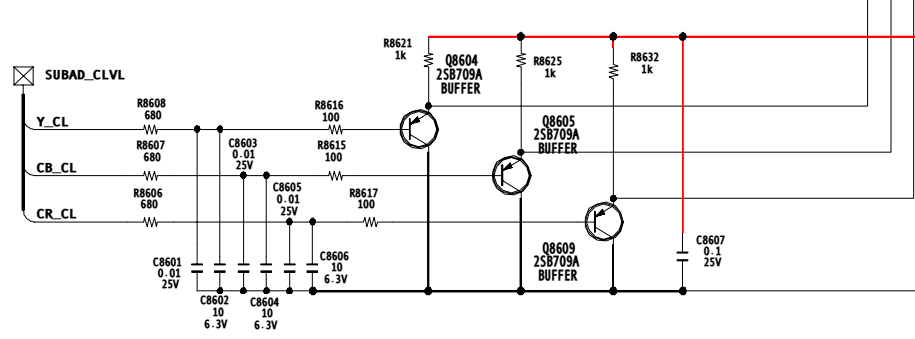 SUBAD_CLVL
Y_CL
CB_CL
CR_CL
R8608
680
R8607
680
R8606
680
C8601
0.01
25V
C8602
10
6.3V
C8603
0.01
25V
C8604
10
6.3V
C8605
0.01
25V
C8606
10
6.3V
R8616
100
R8615
100
R8617
100
R8621
1k
Q8604
2SB709A
BUFFER
R8625
1k
Q8605
2SB709A
BUFFER
R8632
1k
Q8609
2SB709A
BUFFER
C8607
0.1
25V